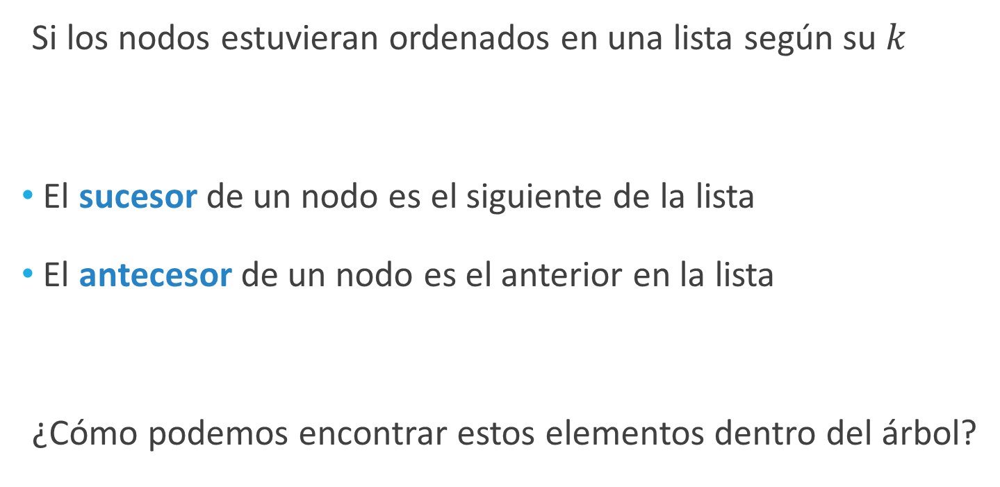 Si los nodos estuvieran ordenados en una lista según su k
• El sucesor de un nodo es el siguiente de la lista
• El antecesor de un nodo es el anterior en la lista
¿Cómo podemos encontrar estos elementos dentro del árbol?